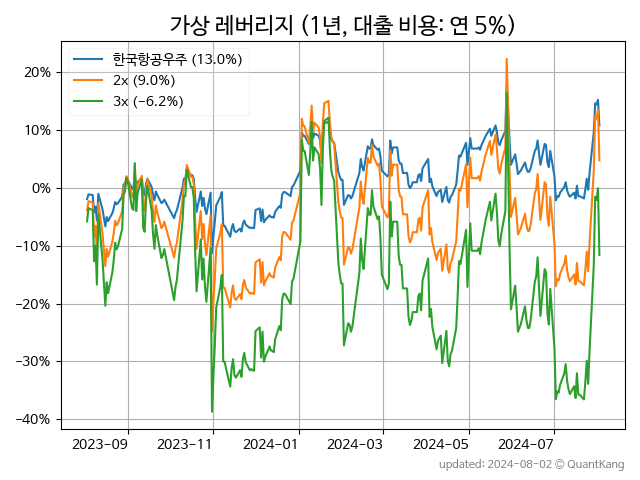 가상 레버리지 (1년, 대출 비용: 연 5%)
한국항공우주 (13.0%)
2x (9.0%)
3x (−6.2%)
20%
10%
0%
−10%
−20%
−30%
−40%
2023-09 2023-11 2024-01 2024-03 2024-05 2024-07
updated: 2024-08-02 © QuantKang